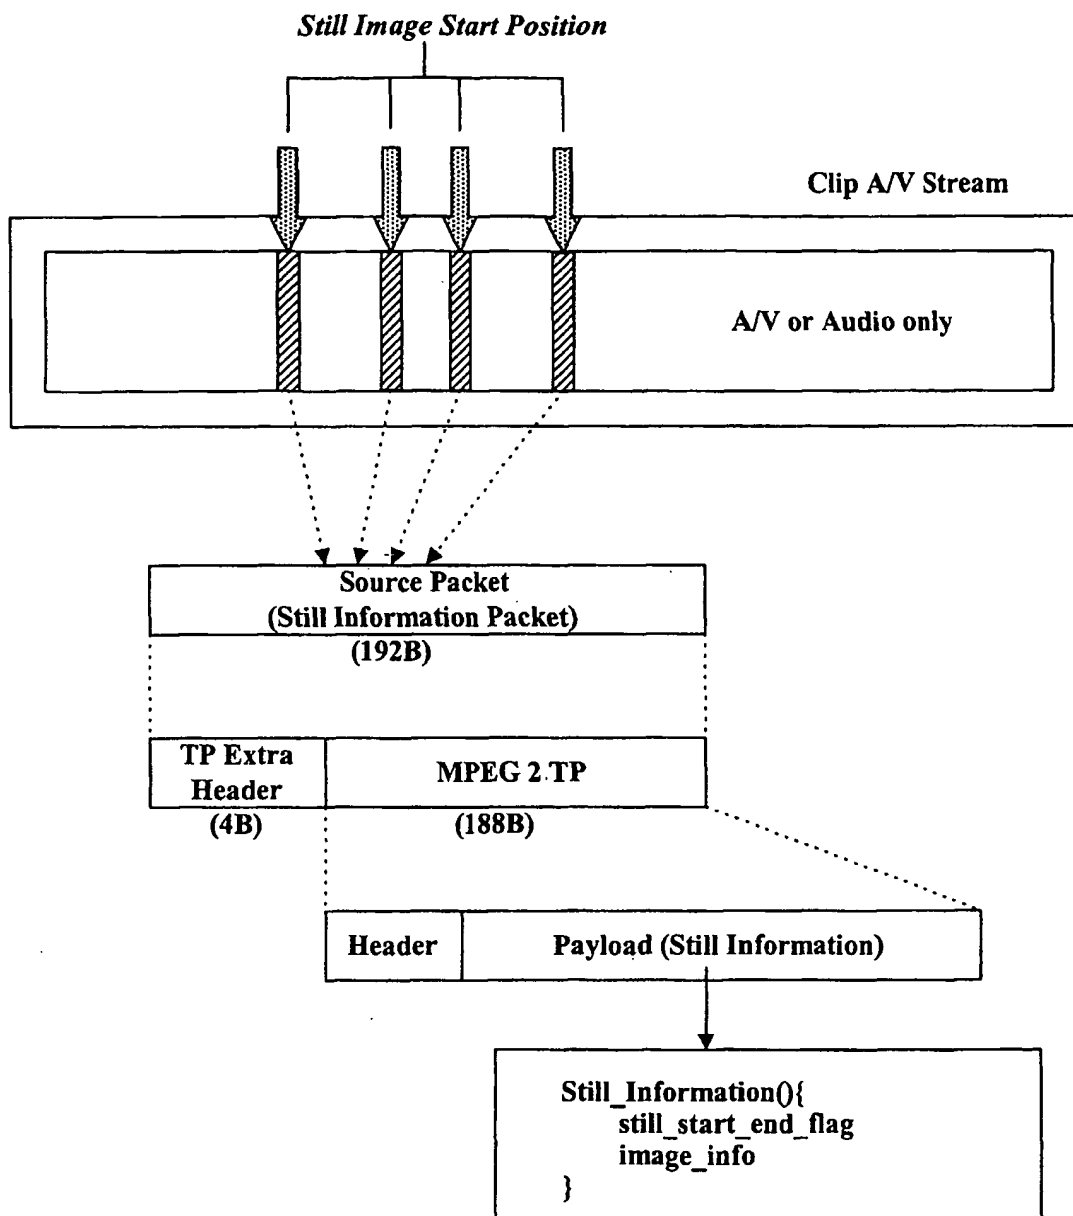 Still Image Start Position
Clip A/V Stream
A/V or Audio only
Source Packet
(Still Information Packet)
(192B)
TP Extra
Header
MPEG 2 TP
(4B)
(188B)
Header
Payload (Still Information)
Still_Information(){
still_start_end_flag
image_info
}